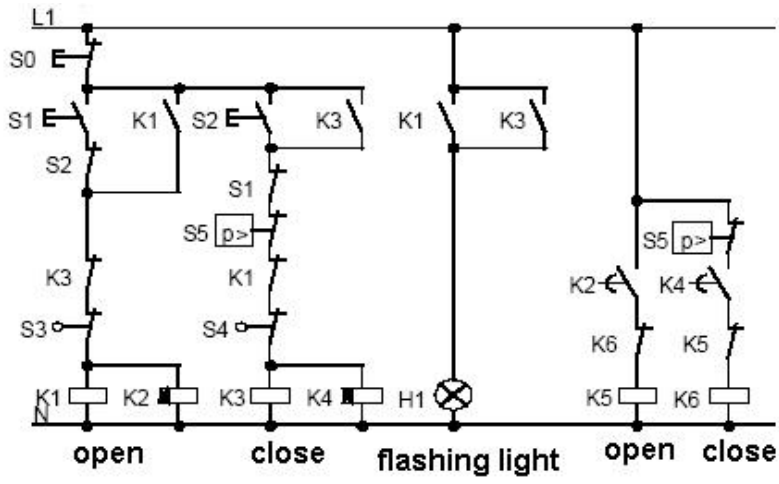 L1
S0
S1 K1 S2 K3 K1 K3
S2
S1
S5 p> S5 p>
K3 K1 K2 K4
S3 S4 K6 K5
K1 K2 K3 K4 H1 K5 K6
N
open close flashing light open close